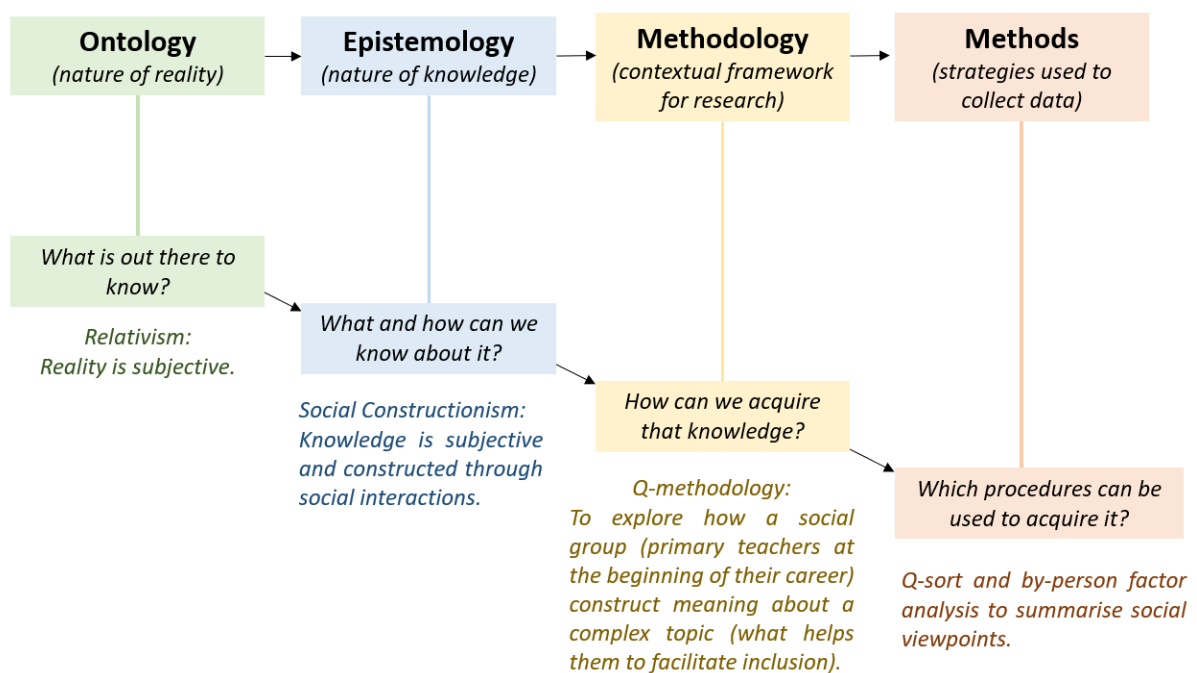 Ontology
(nature of reality)
Epistemology
(nature of knowledge)
Methodology
(contextual framework
for research)
Methods
(strategies used to
collect data)
What is out there to
know?
Relativism:
Reality is subjective.
What and how can we
know about it?
Social Constructionism:
Knowledge is subjective
and constructed through
social interactions.
How can we acquire
that knowledge?
Q-methodology:
To explore how a social
group (primary teachers at
the beginning of their career)
construct meaning about a
complex topic (what helps
them to facilitate inclusion).
Which procedures can be
used to acquire it?
Q-sort and by-person factor
analysis to summarise social
viewpoints.